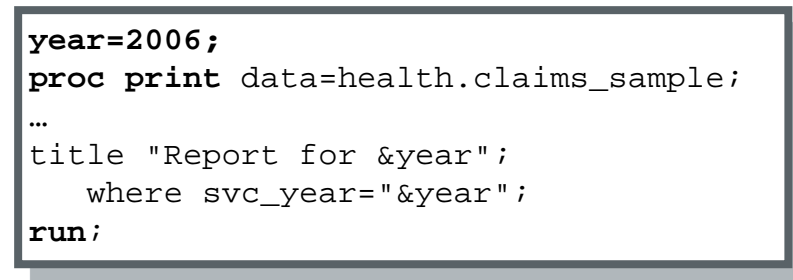 year=2006;
proc print data=health.claims_sample;
…
title "Report for &year";
where svc_year="&year";
run;